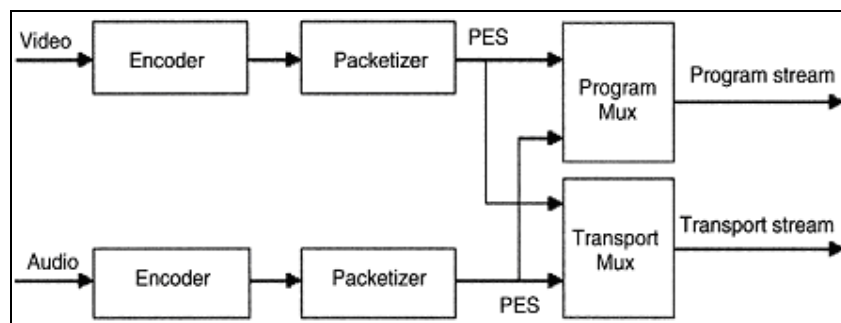 Video
Encoder
Packetizer
PES
Program
Mux
Program stream
Audio
Encoder
Packetizer
PES
Transport
Mux
Transport stream